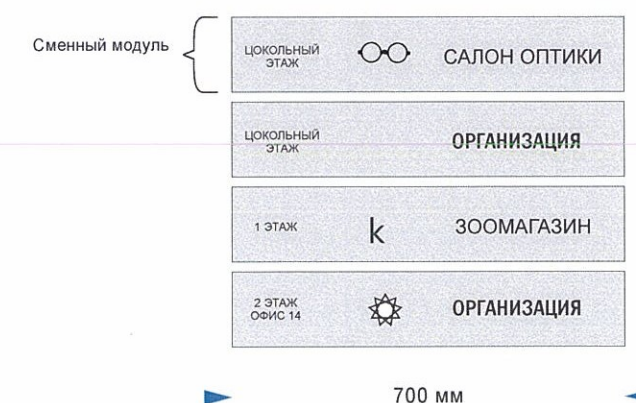 Сменный модуль
ЦОКОЛЬНЫЙ
ЭТАЖ
САЛОН ОПТИКИ
ЦОКОЛЬНЫЙ
ЭТАЖ
ОРГАНИЗАЦИЯ
1 ЭТАЖ
k
ЗООМАГАЗИН
2 ЭТАЖ
ОФИС 14
ОРГАНИЗАЦИЯ
700 мм